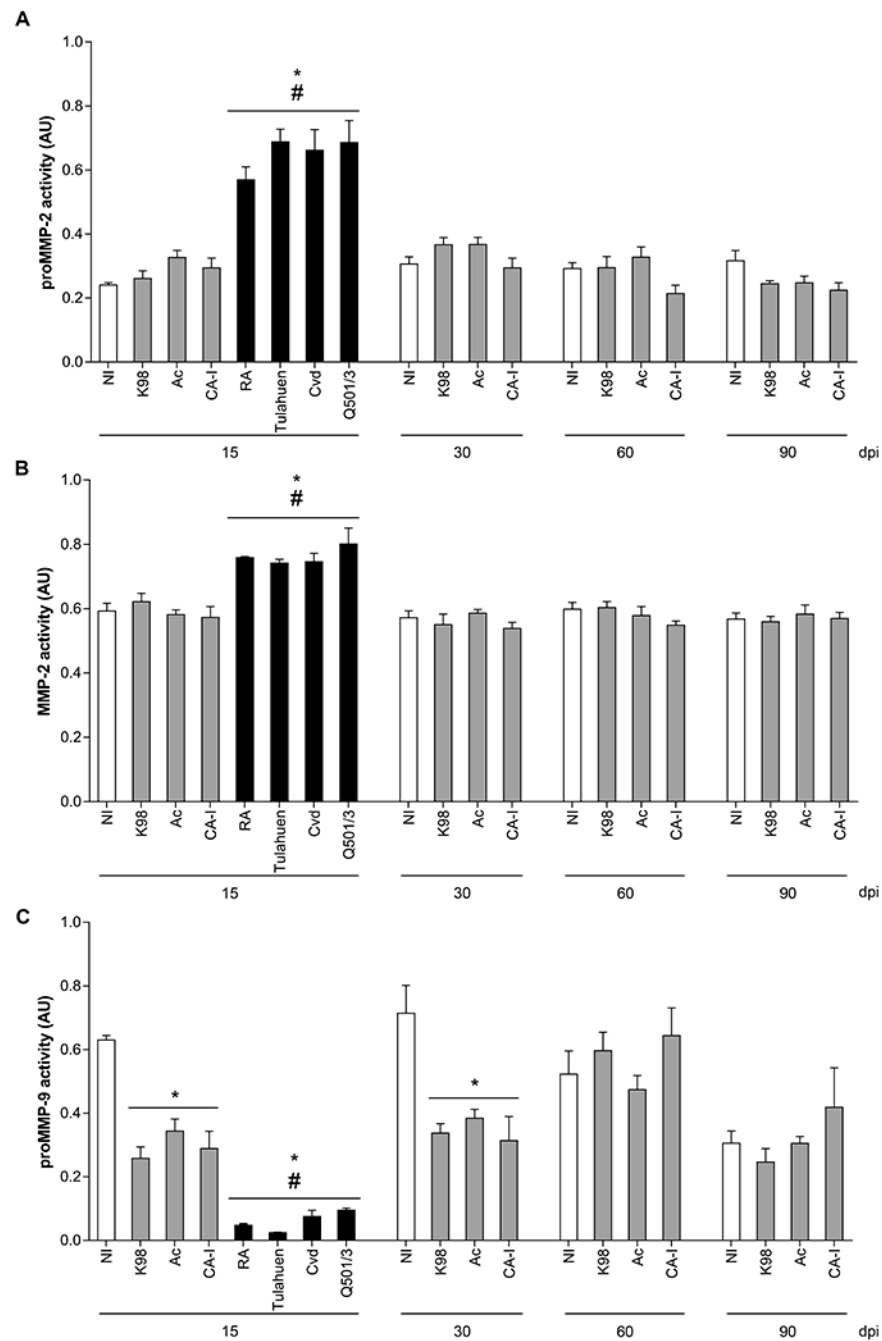 A
proMMP-2 activity (AU)
1.0
0.8
0.6
0.4
0.2
0.0
*
#
NI K98 Ac CA-I RA Tulahuen Cvd Q501/3 NI K98 Ac CA-I NI K98 Ac CA-I NI K98 Ac CA-I
15 30 60 90 dpi
B
MMP-2 activity (AU)
1.0
0.8
0.6
0.4
0.2
0.0
*
#
NI K98 Ac CA-I RA Tulahuen Cvd Q501/3 NI K98 Ac CA-I NI K98 Ac CA-I NI K98 Ac CA-I
15 30 60 90 dpi
C
proMMP-9 activity (AU)
1.0
0.8
0.6
0.4
0.2
0.0
*
*
#
*
NI K98 Ac CA-I RA Tulahuen Cvd Q501/3 NI K98 Ac CA-I NI K98 Ac CA-I NI K98 Ac CA-I
15 30 60 90 dpi